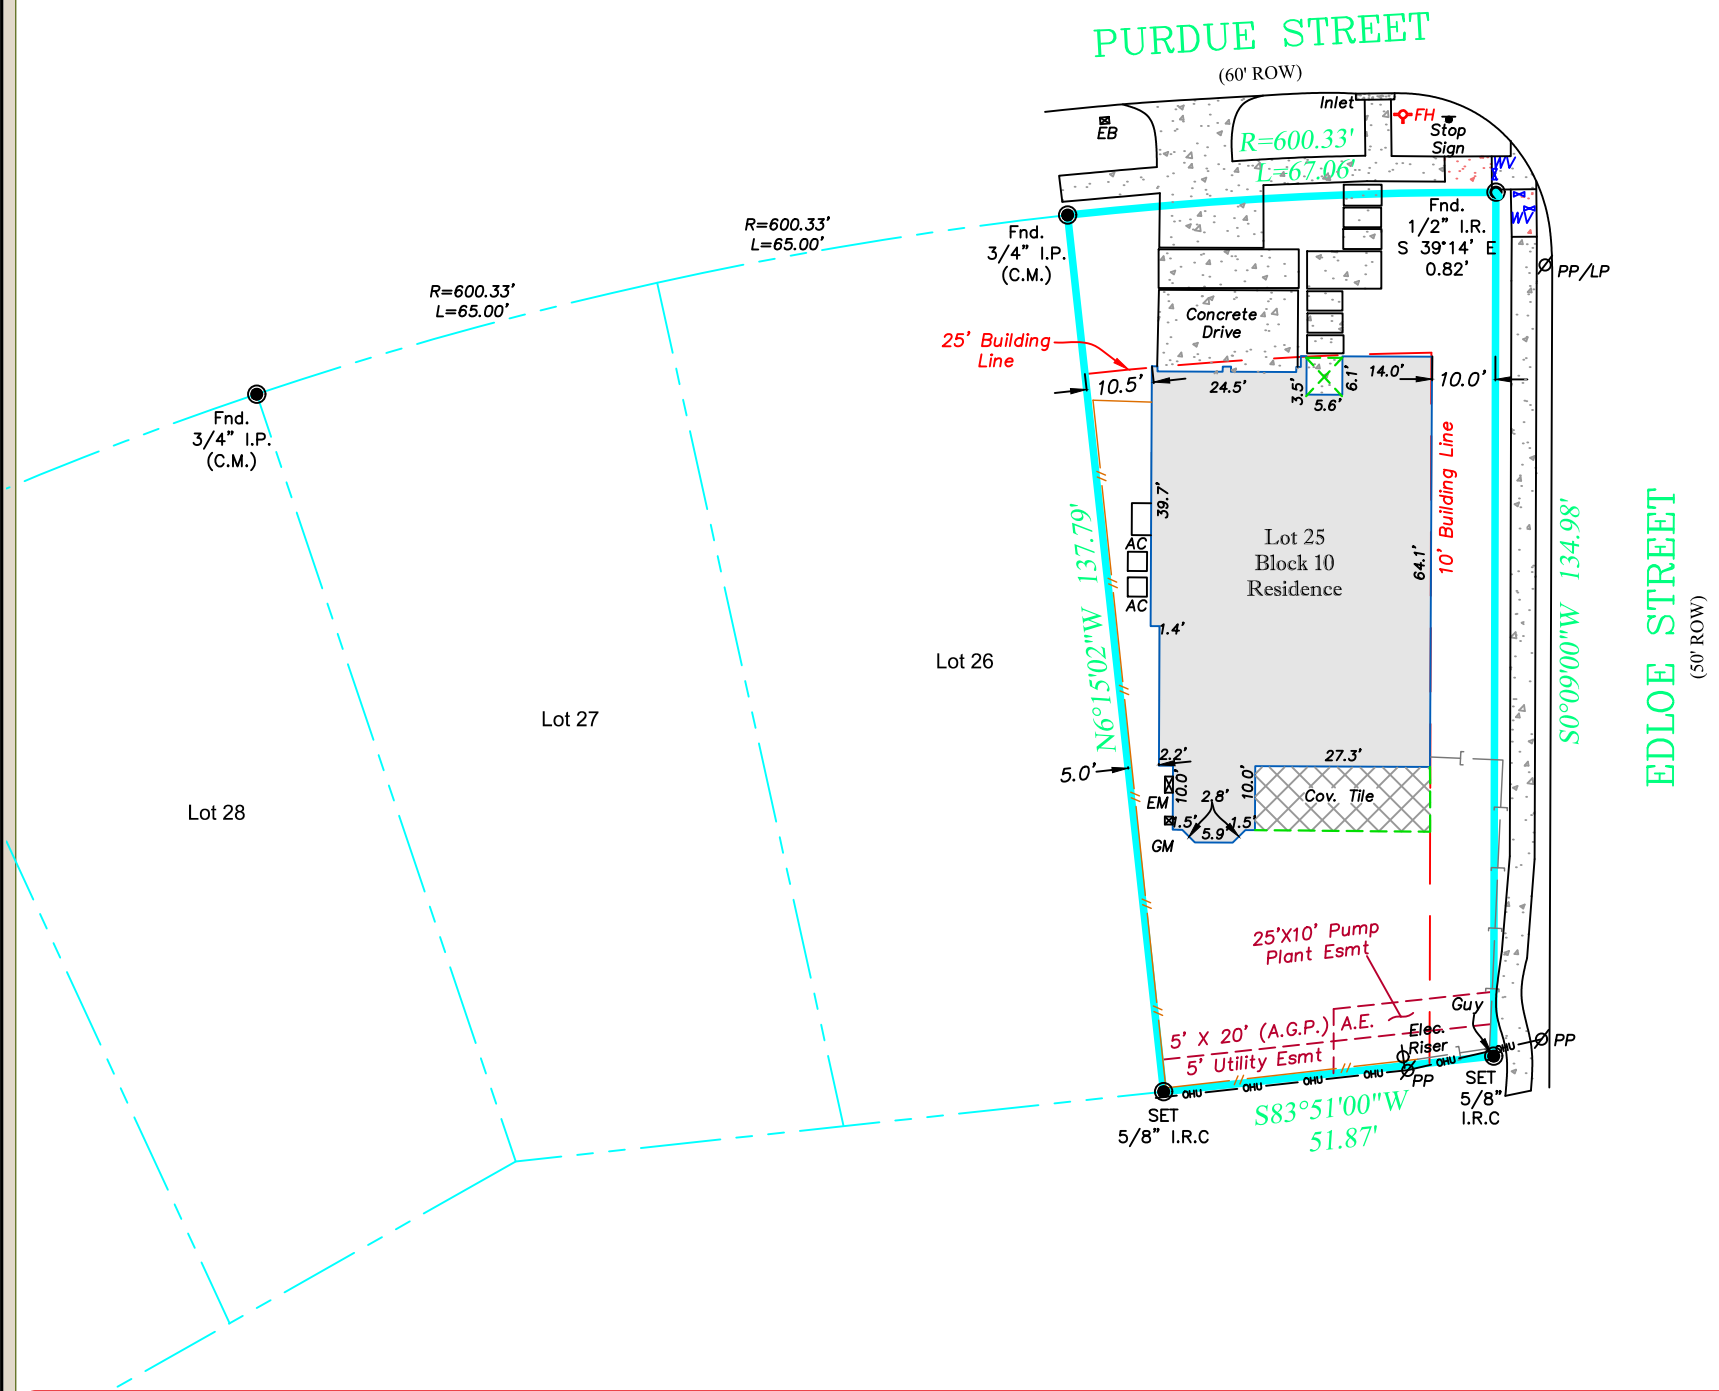 PURDUE STREET
(60' ROW)
Inlet
FH
Stop
Sign
EB
R=600.33'
L=67.06'
WV
WV
Fnd.
1/2" I.R.
S 39°14' E
0.82'
PP/LP
R=600.33'
L=65.00'
Fnd.
3/4" I.P.
(C.M.)
R=600.33'
L=65.00'
Concrete
Drive
25' Building
Line
10.5'
24.5'
3.5'
5.6'
6.1'
14.0'
10.0'
Fnd.
3/4" I.P.
(C.M.)
10' Building Line
39.7'
AC
AC
Lot 25
Block 10
Residence
64.1'
N6°15'02"W 137.79'
S0°09'00"W 134.98'
EDLOE STREET
(50' ROW)
1.4'
Lot 26
Lot 27
Lot 28
5.0'
2.2'
27.3'
10.0'
10.0'
EM
2.8'
Cov. Tile
1.5'
5.9'
1.5'
GM
25'X10' Pump
Plant Esmt
Guy
5' X 20' (A.G.P.) A.E.
Elec.
Riser
5' Utility Esmt
PP
PP
OHU
OHU
OHU
OHU
OHU
OHU
SET
5/8" I.R.C
S83°51'00"W
51.87'
SET
5/8"
I.R.C